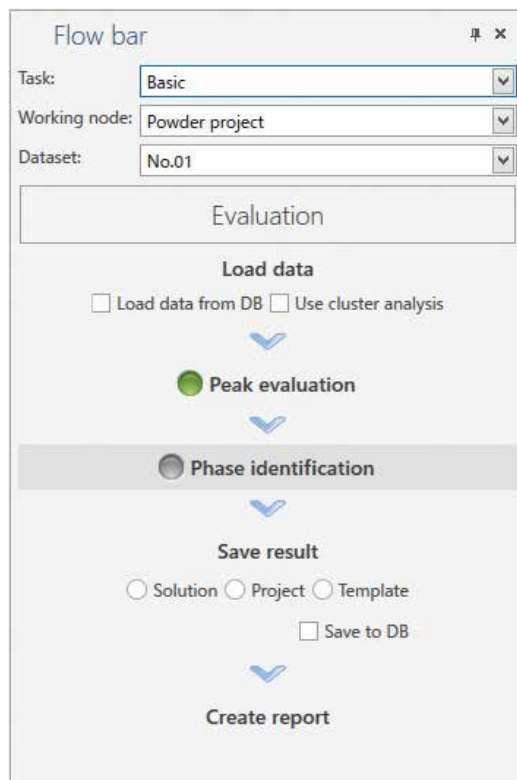 Flow bar
Task: Basic
Working node: Powder project
Dataset: No.01
Evaluation
Load data
Load data from DB Use cluster analysis
Peak evaluation
Phase identification
Save result
Solution Project Template
Save to DB
Create report